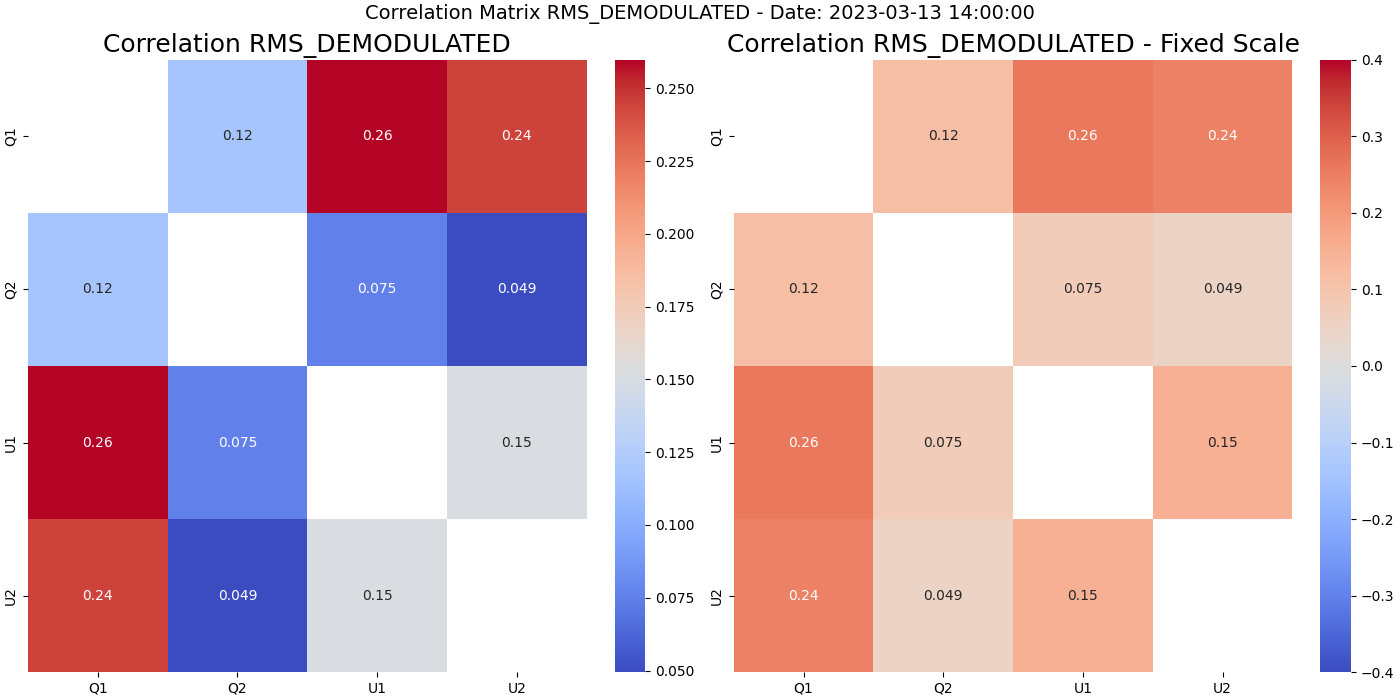 Correlation Matrix RMS_DEMODULATED - Date: 2023-03-13 14:00:00
Correlation RMS_DEMODULATED
Q1
0.12
0.26
0.24
Q2
0.12
0.075
0.049
U1
0.26
0.075
0.15
U2
0.24
0.049
0.15
Q1
Q2
U1
U2
0.250
0.225
0.200
0.175
0.150
0.125
0.100
0.075
0.050
Correlation RMS_DEMODULATED - Fixed Scale
Q1
0.12
0.26
0.24
Q2
0.12
0.075
0.049
U1
0.26
0.075
0.15
U2
0.24
0.049
0.15
Q1
Q2
U1
U2
0.4
0.3
0.2
0.1
0.0
−0.1
−0.2
−0.3
−0.4